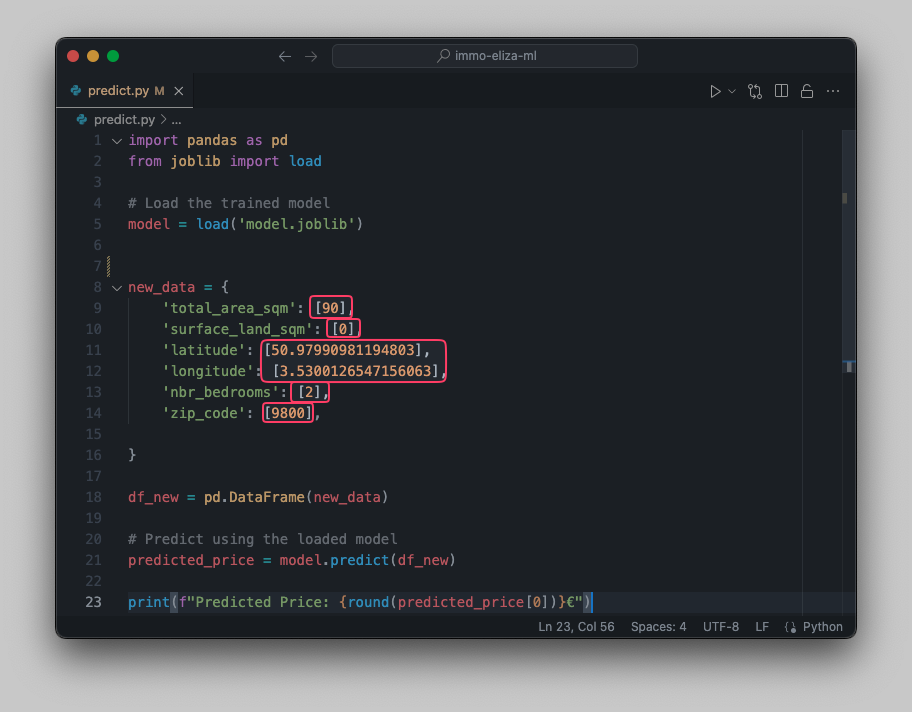 immo-eliza-ml
predict.py M
predict.py > ...
1 import pandas as pd
2 from joblib import load
3
4 # Load the trained model
5 model = load('model.joblib')
6
7
8 new_data = {
9 'total_area_sqm': [90],
10 'surface_land_sqm': [0],
11 'latitude': [50.97990981194803],
12 'longitude': [3.5300126547156063],
13 'nbr_bedrooms': [2],
14 'zip_code': [9800],
15
16 }
17
18 df_new = pd.DataFrame(new_data)
19
20 # Predict using the loaded model
21 predicted_price = model.predict(df_new)
22
23 print(f"Predicted Price: {round(predicted_price[0])}€")
Ln 23, Col 56 Spaces: 4 UTF-8 LF Python